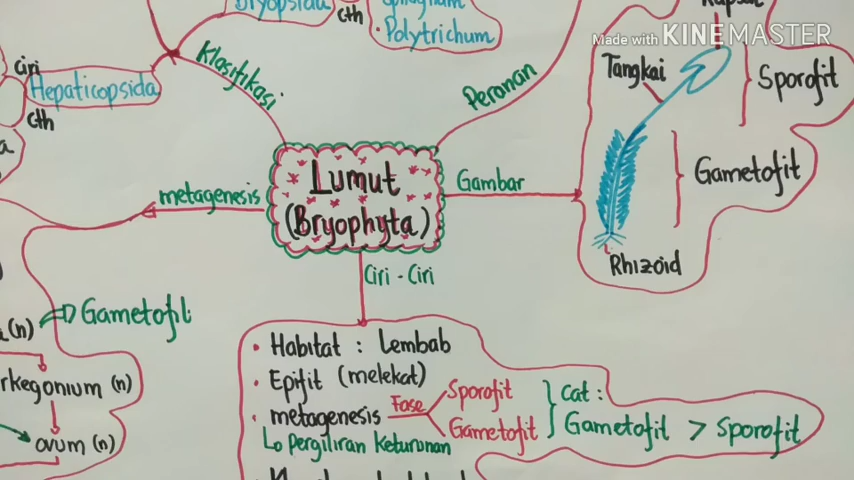 Bryopsida
cth
Sphagnum
• Polytrichum
Made with KINEMASTER
Kapsul
Tangkai
Sporofit
Gametofit
Rhizoid
Klasifikasi
Peranan
ciri
Hepaticopsida
cth
metagenesis
Lumut
(Bryophyta)
Gambar
Ciri - Ciri
(n)
Gametofit
rkegonium (n)
ovum (n)
• Habitat : Lembab
• Epifit (melekat)
• metagenesis Fase Sporofit
Gametofit
Cat :
Gametofit > Sporofit
Lo pergiliran keturunan